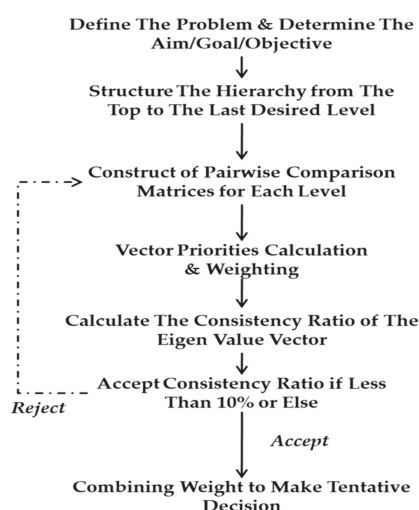 Define The Problem & Determine The
Aim/Goal/Objective
Structure The Hierarchy from The
Top to The Last Desired Level
Construct of Pairwise Comparison
Matrices for Each Level
Vector Priorities Calculation
& Weighting
Calculate The Consistency Ratio of The
Eigen Value Vector
Accept Consistency Ratio if Less
Than 10% or Else
Reject
Accept
Combining Weight to Make Tentative
Decision